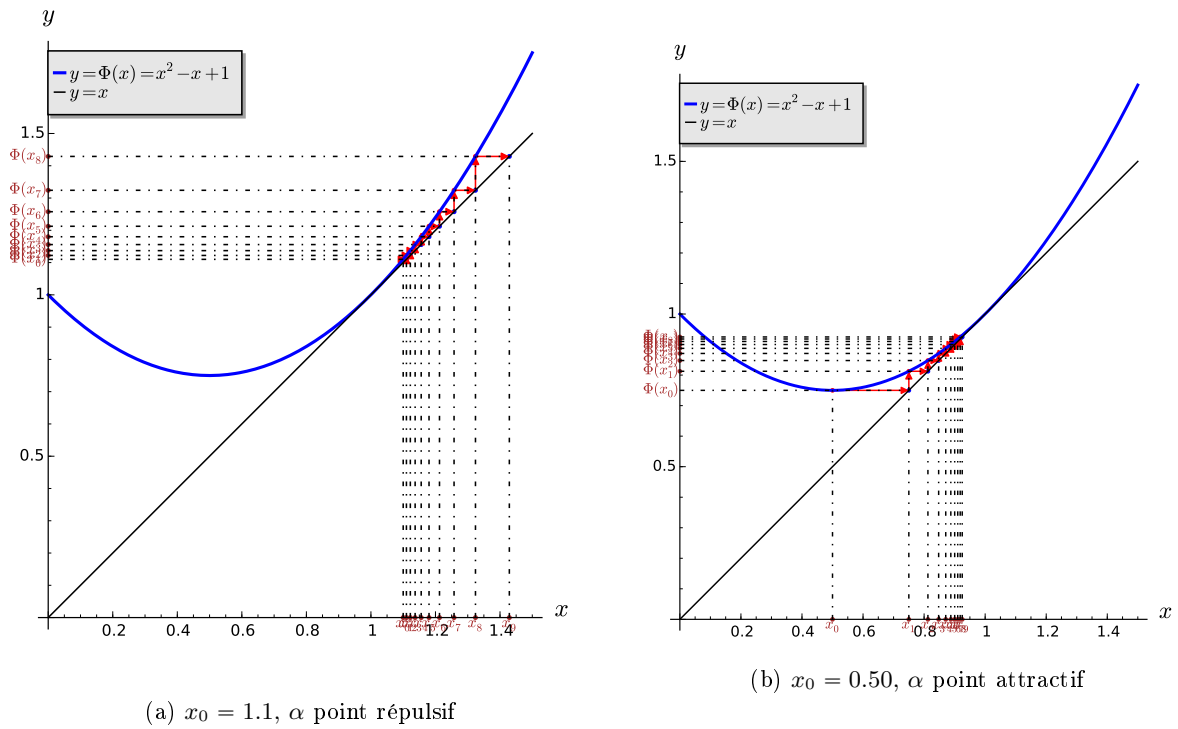 y
y=Φ(x)=x²−x+1
y=x
1.5
Φ(x₈)
Φ(x₇)
Φ(x₆)
Φ(x₅)
1
0.5
0.2 0.4 0.6 0.8 1 1.2 1.4
x₇ x₈ x₉
x
(a) x₀ = 1.1, α point répulsif
y
y=Φ(x)=x²−x+1
y=x
1.5
1
Φ(x₁)
Φ(x₀)
0.5
x₀ x₁
0.2 0.4 0.6 0.8 1 1.2 1.4
x
(b) x₀ = 0.50, α point attractif